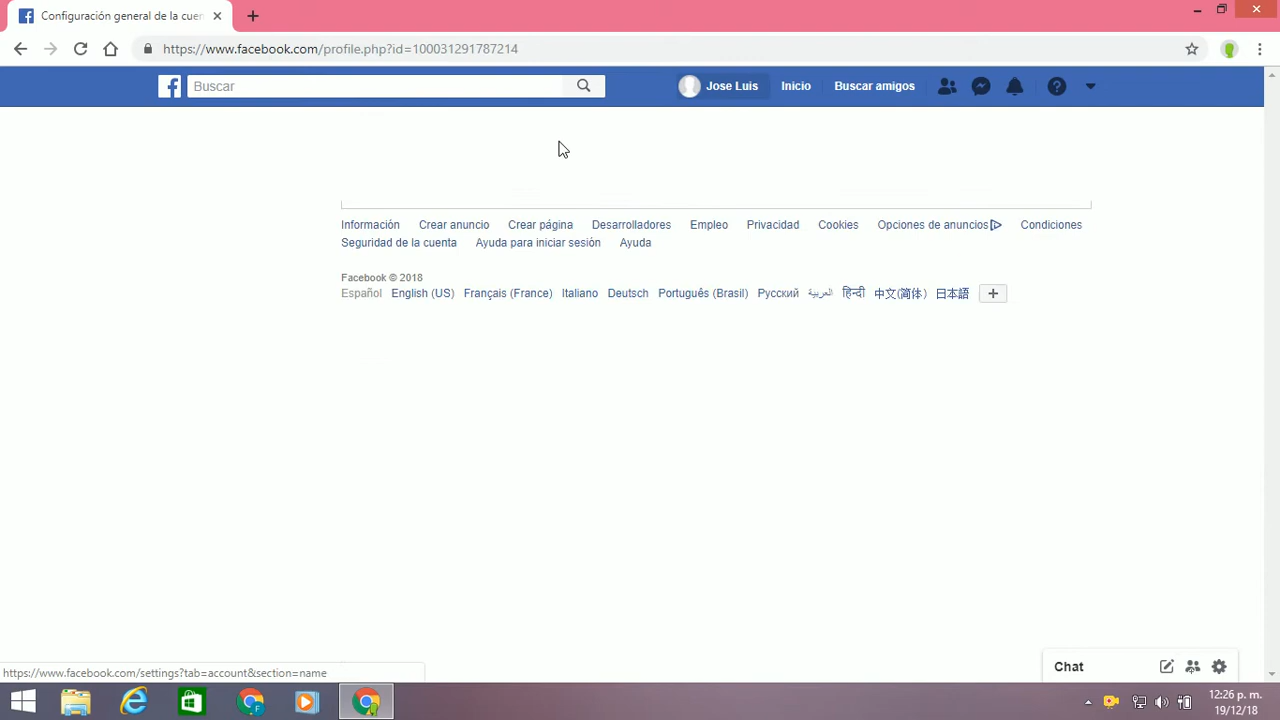 Configuración general de la cuen
https://www.facebook.com/profile.php?id=100031291787214
Buscar
Jose Luis
Inicio
Buscar amigos
Información Crear anuncio Crear página Desarrolladores Empleo Privacidad Cookies Opciones de anuncios Condiciones
Seguridad de la cuenta Ayuda para iniciar sesión Ayuda
Facebook © 2018
Español English (US) Français (France) Italiano Deutsch Português (Brasil) Русский العربية हिन्दी 中文(简体) 日本語
https://www.facebook.com/settings?tab=account&section=name
Chat
12:26 p. m.
19/12/18